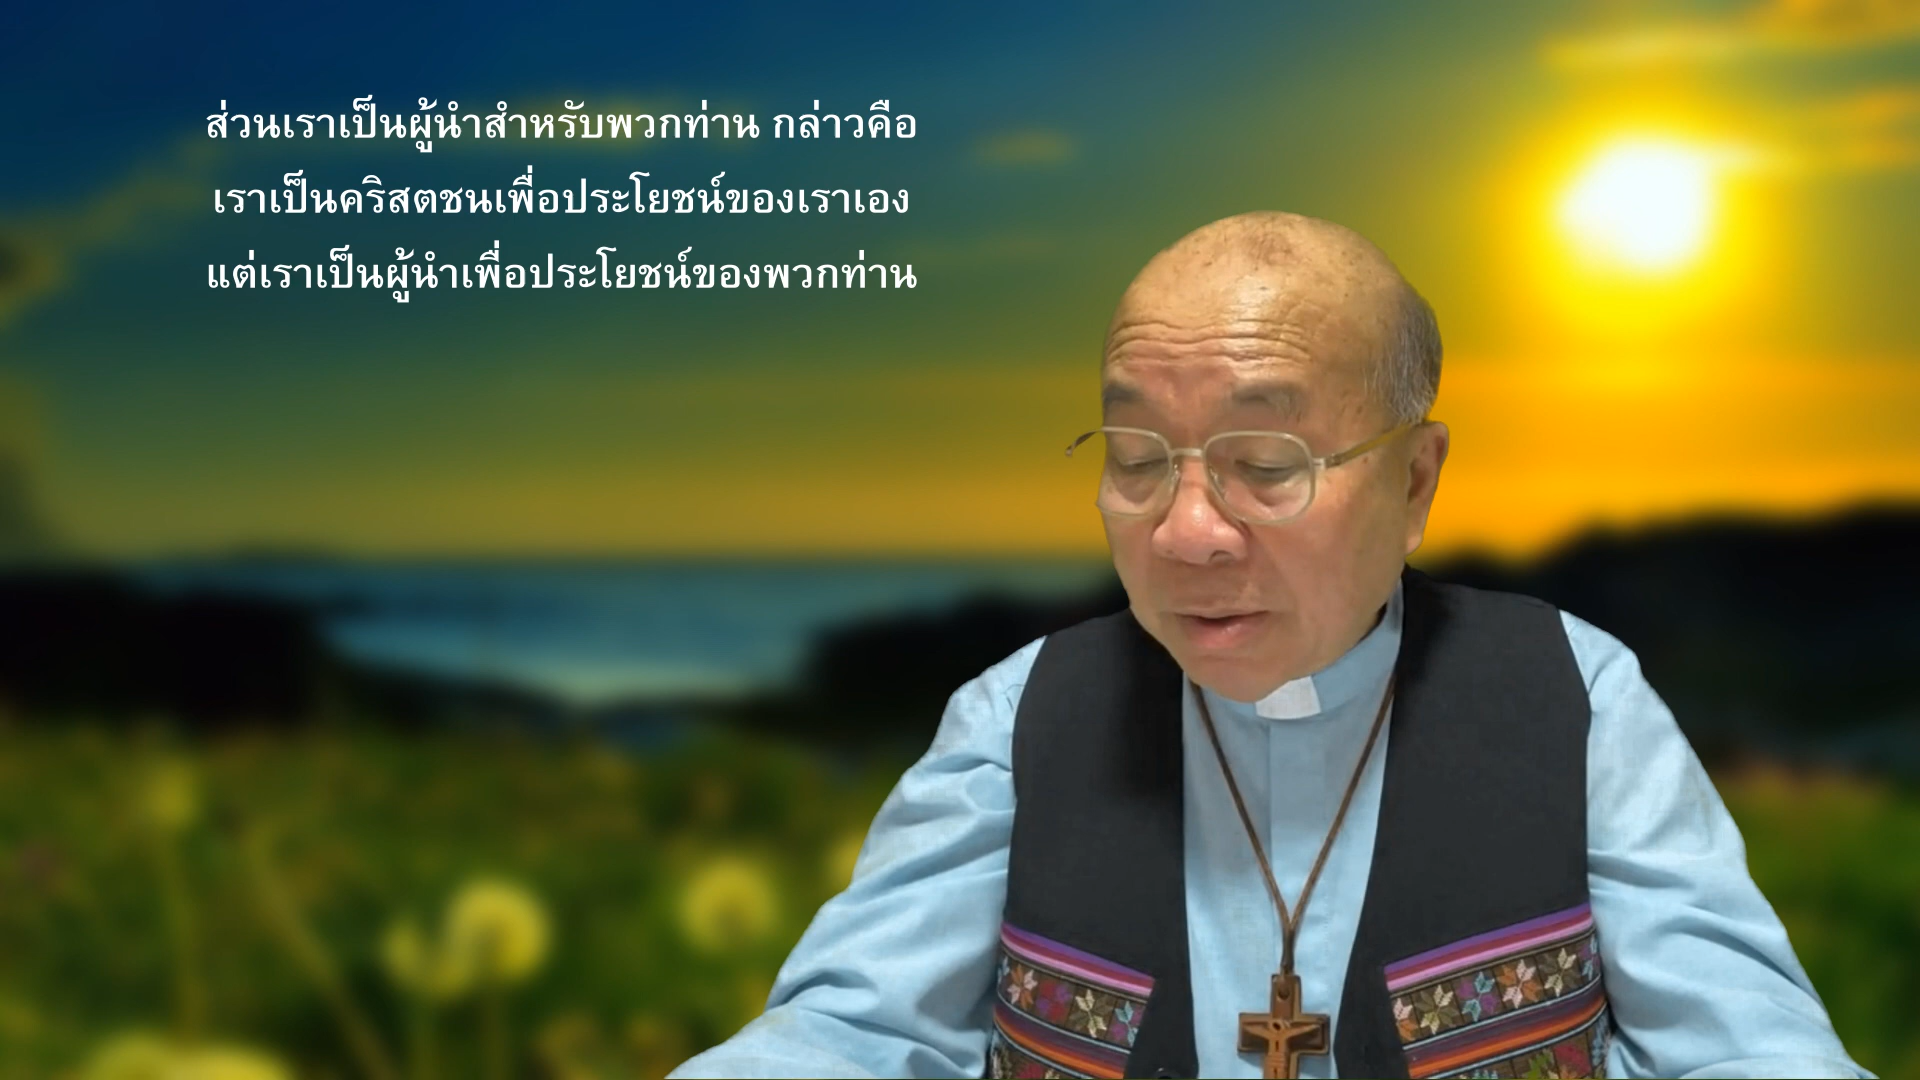 ส่วนเราเป็นผู้นำสำหรับพวกท่าน กล่าวคือ
เราเป็นคริสตชนเพื่อประโยชน์ของเราเอง
แต่เราเป็นผู้นำเพื่อประโยชน์ของพวกท่าน